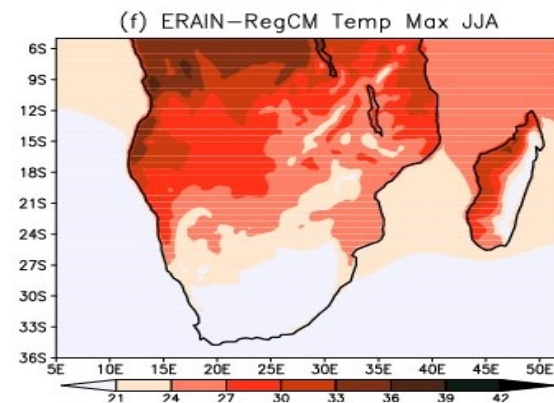 (f) ERAIN-RegCM Temp Max JJA
6S
9S
12S
15S
18S
21S
24S
27S
30S
33S
36S
5E 10E 15E 20E 25E 30E 35E 40E 45E 50E
21 24 27 30 33 36 39 42